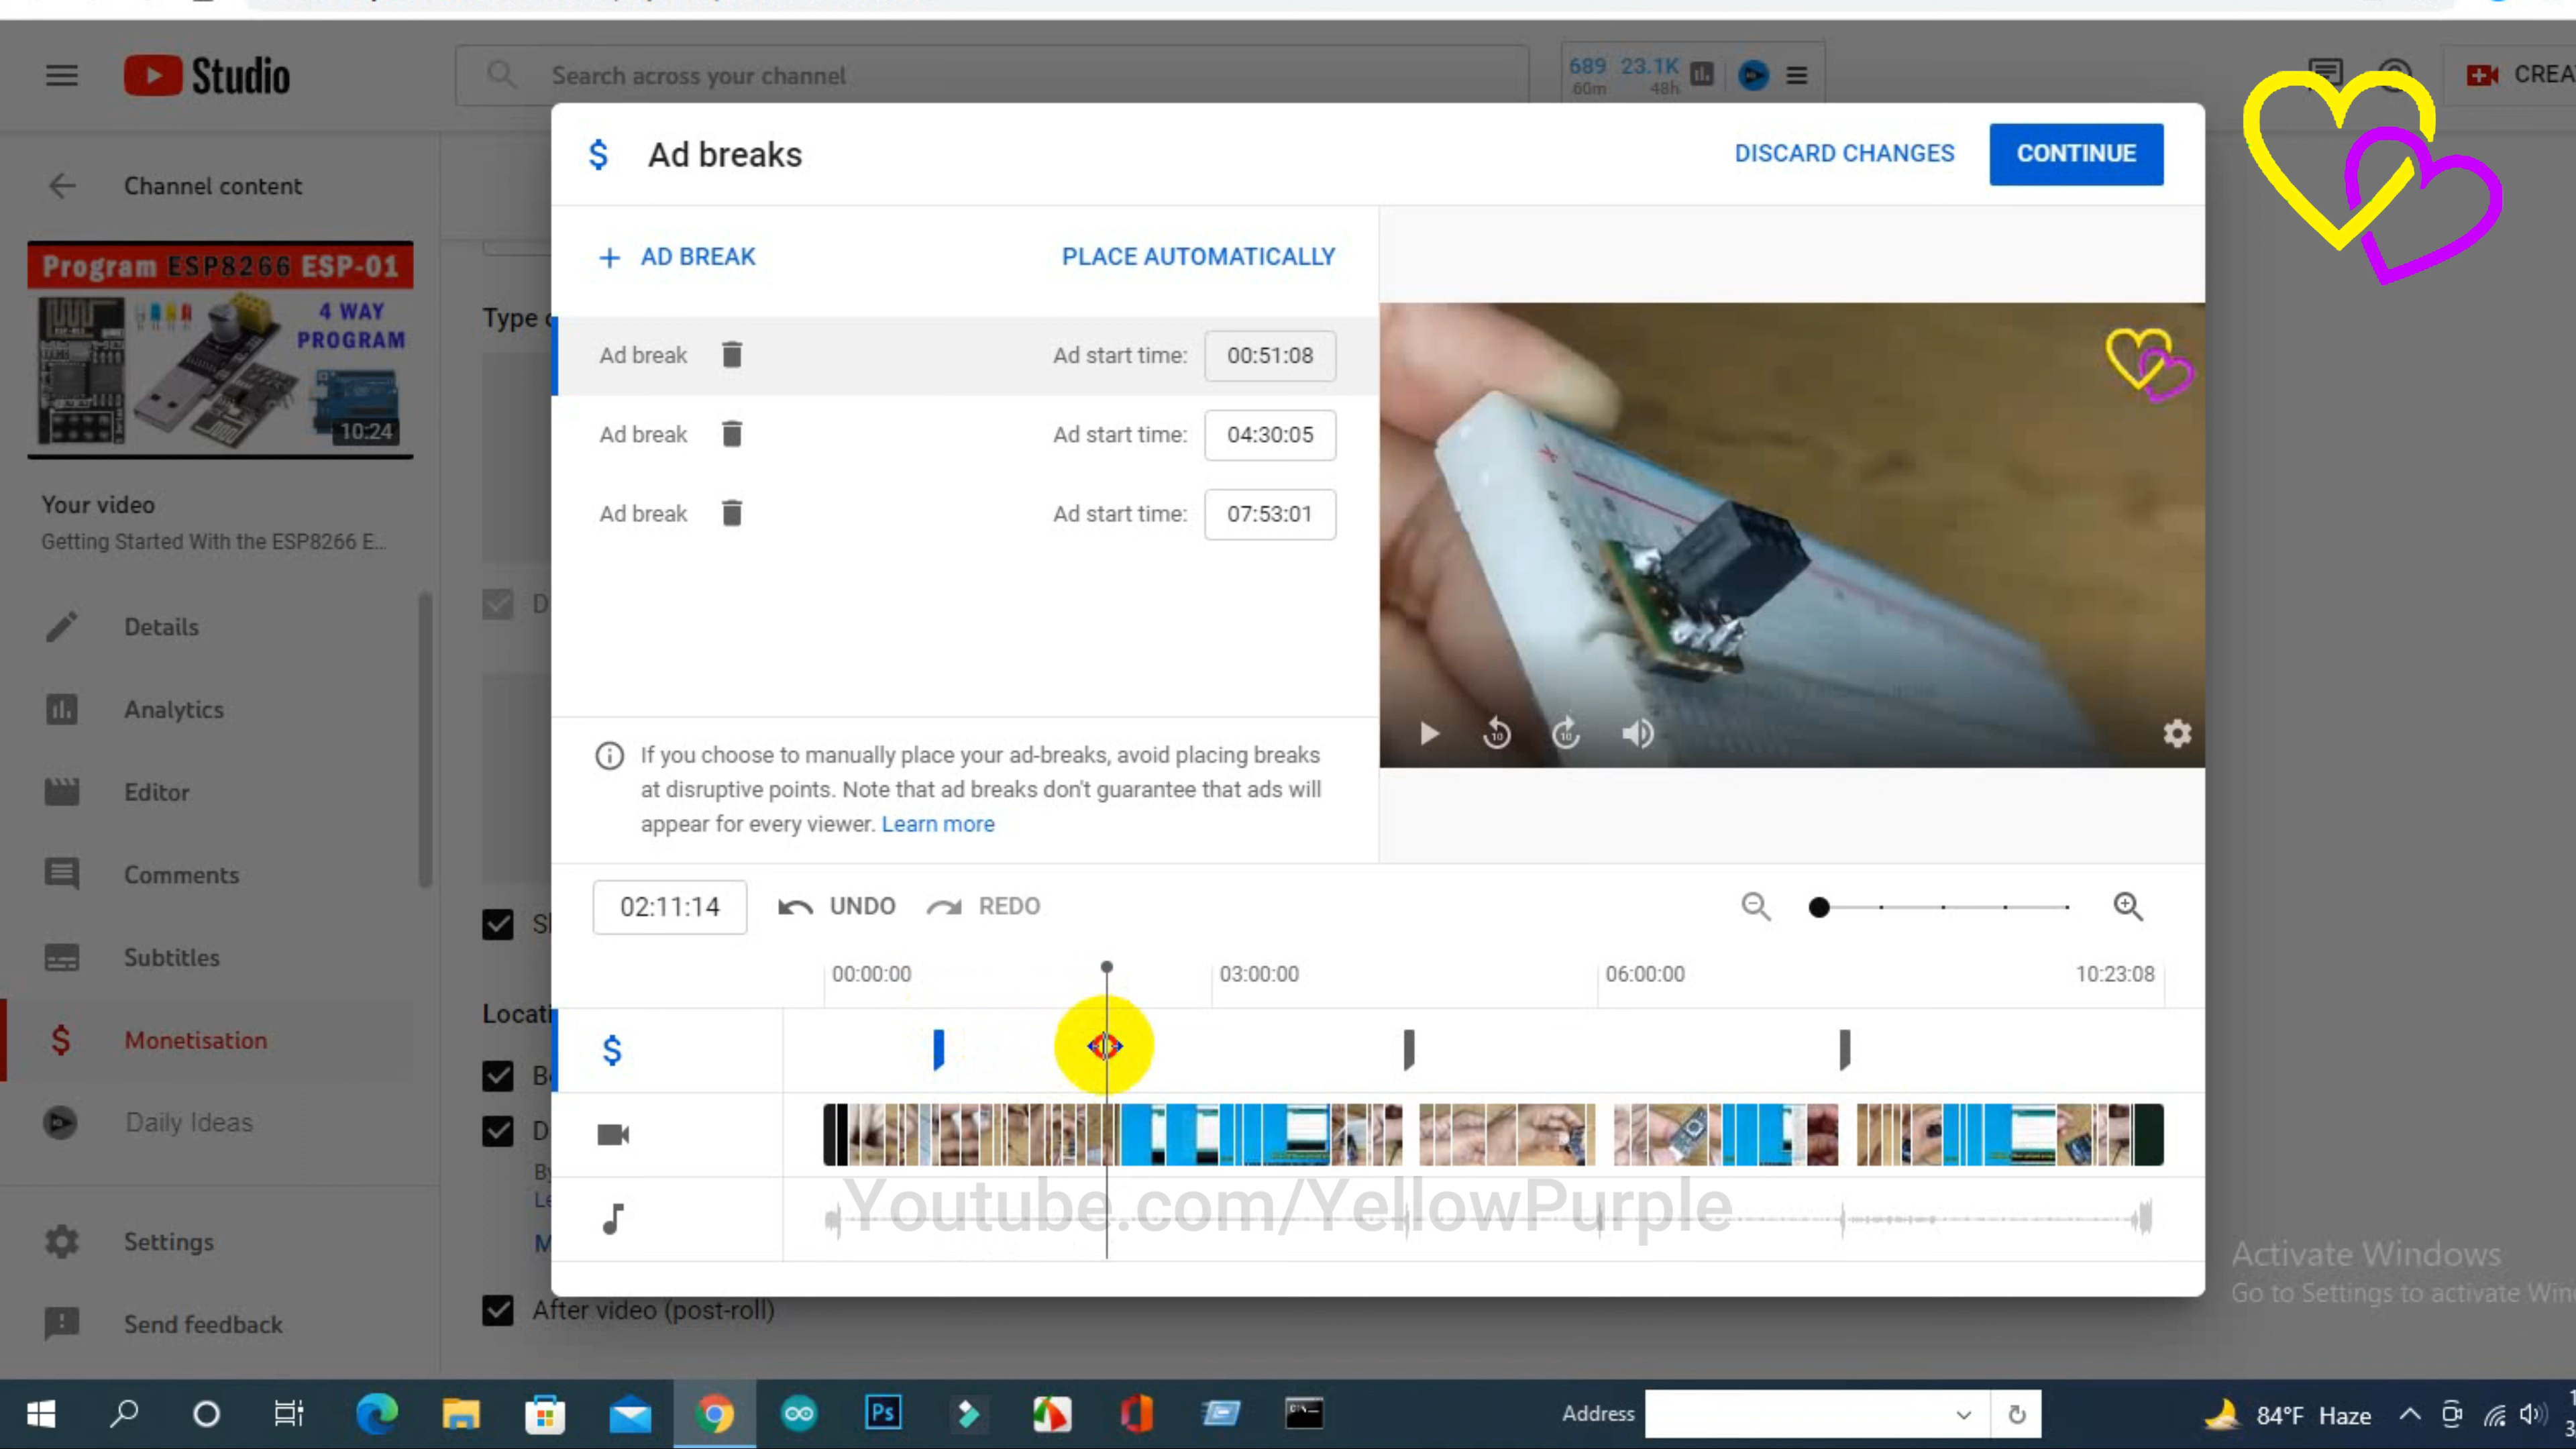 Studio
Search across your channel
689 23.1K
60m 48h
CREA
Channel content
Program ESP8266 ESP-01
4 WAY
PROGRAM
10:24
Your video
Getting Started With the ESP8266 E...
Details
Analytics
Editor
Comments
Subtitles
Monetisation
Daily Ideas
Settings
Send feedback
Type
Locati
After video (post-roll)
Ad breaks
DISCARD CHANGES
CONTINUE
+ AD BREAK
PLACE AUTOMATICALLY
Ad break Ad start time: 00:51:08
Ad break Ad start time: 04:30:05
Ad break Ad start time: 07:53:01
If you choose to manually place your ad-breaks, avoid placing breaks
at disruptive points. Note that ad breaks don't guarantee that ads will
appear for every viewer. Learn more
02:11:14 UNDO REDO
00:00:00 03:00:00 06:00:00 10:23:08
Youtube.com/YellowPurple
Activate Windows
Go to Settings to activate Win
Ps
Address
84°F Haze